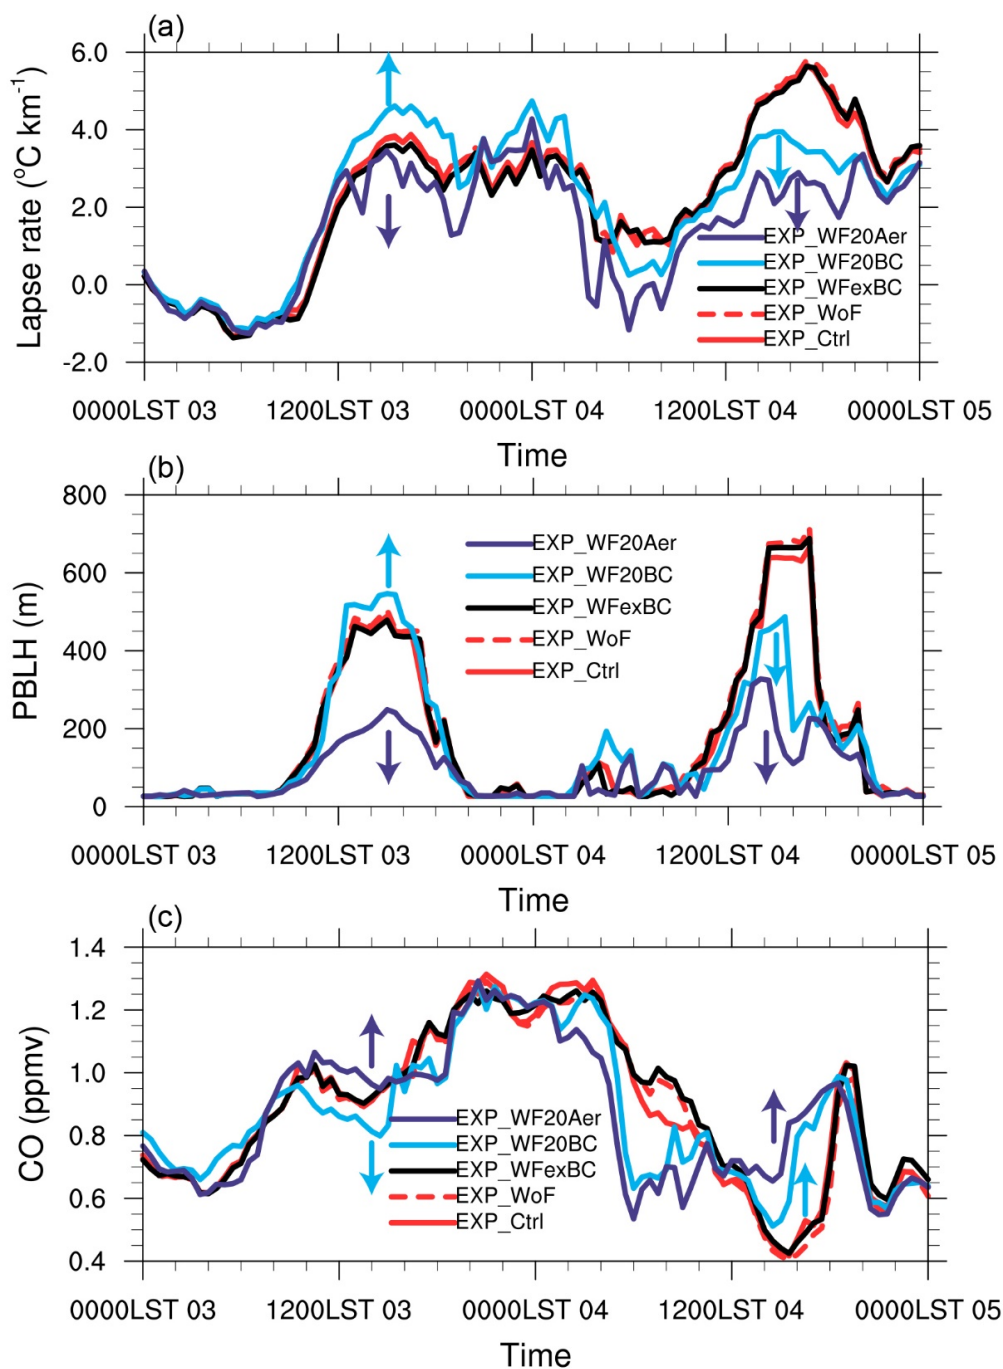 (a)
Lapse rate (°C km⁻¹)
6.0
4.0
2.0
0.0
-2.0
EXP_WF20Aer
EXP_WF20BC
EXP_WFexBC
EXP_WoF
EXP_Ctrl
0000LST 03 1200LST 03 0000LST 04 1200LST 04 0000LST 05
Time
(b)
PBLH (m)
800
600
400
200
0
EXP_WF20Aer
EXP_WF20BC
EXP_WFexBC
EXP_WoF
EXP_Ctrl
0000LST 03 1200LST 03 0000LST 04 1200LST 04 0000LST 05
Time
(c)
CO (ppmv)
1.4
1.2
1.0
0.8
0.6
0.4
EXP_WF20Aer
EXP_WF20BC
EXP_WFexBC
EXP_WoF
EXP_Ctrl
0000LST 03 1200LST 03 0000LST 04 1200LST 04 0000LST 05
Time